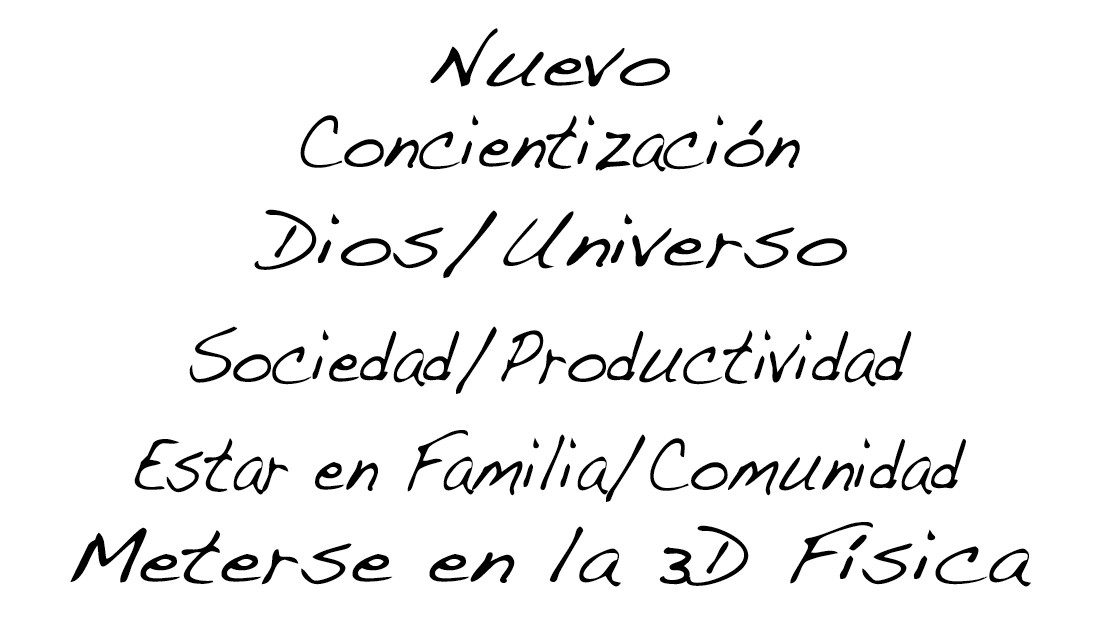 Nuevo
Concientización
Dios/Universo
Sociedad/Productividad
Estar en Familia/Comunidad
Meterse en la 3D Física